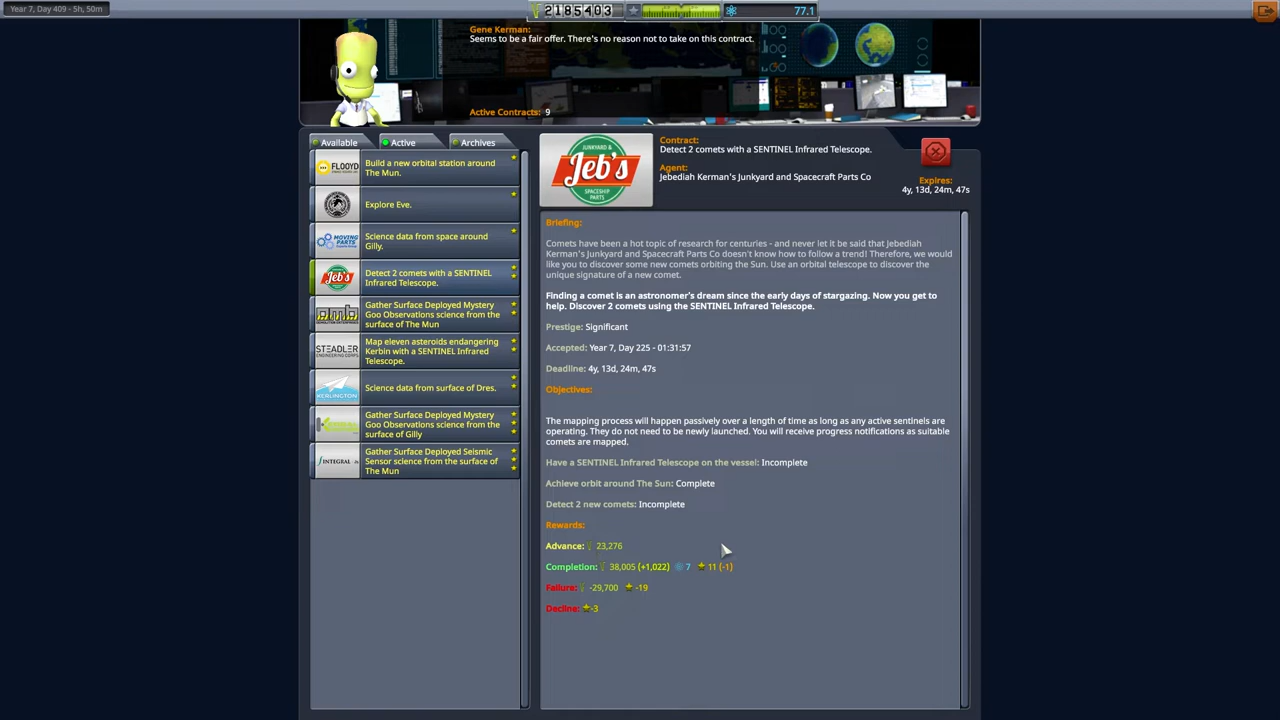 Year 7, Day 409 - 5h, 50m
2185403
77.1
Gene Kerman:
Seems to be a fair offer. There's no reason not to take on this contract.
Active Contracts: 9
Available
Active
Archives
FLOOYD
Build a new orbital station around
The Mun.
Explore Eve.
MOVING PARTS
Science data from space around
Gilly.
Jeb's
Detect 2 comets with a SENTINEL
Infrared Telescope.
Gather Surface Deployed Mystery
Goo Observations science from the
surface of The Mun
STEADLER
Map eleven asteroids endangering
Kerbin with a SENTINEL Infrared
Telescope.
KERLINGTON
Science data from surface of Dres.
Gather Surface Deployed Mystery
Goo Observations science from the
surface of Gilly
INTEGRAL
Gather Surface Deployed Seismic
Sensor science from the surface of
The Mun
JUNKYARD &
Jeb's
SPACESHIP PARTS
Contract:
Detect 2 comets with a SENTINEL Infrared Telescope.
Agent:
Jebediah Kerman's Junkyard and Spacecraft Parts Co
Expires:
4y, 13d, 24m, 47s
Briefing:
Comets have been a hot topic of research for centuries - and never let it be said that Jebediah
Kerman's Junkyard and Spacecraft Parts Co doesn't know how to follow a trend! Therefore, we would
like you to discover some new comets orbiting the Sun. Use an orbital telescope to discover the
unique signature of a new comet.
Finding a comet is an astronomer's dream since the early days of stargazing. Now you get to
help. Discover 2 comets using the SENTINEL Infrared Telescope.
Prestige: Significant
Accepted: Year 7, Day 225 - 01:31:57
Deadline: 4y, 13d, 24m, 47s
Objectives:
The mapping process will happen passively over a length of time as long as any active sentinels are
operating. They do not need to be newly launched. You will receive progress notifications as suitable
comets are mapped.
Have a SENTINEL Infrared Telescope on the vessel: Incomplete
Achieve orbit around The Sun: Complete
Detect 2 new comets: Incomplete
Rewards:
Advance: 23,276
Completion: 38,005 (+1,022) 7 11 (-1)
Failure: -29,700 -19
Decline: -3